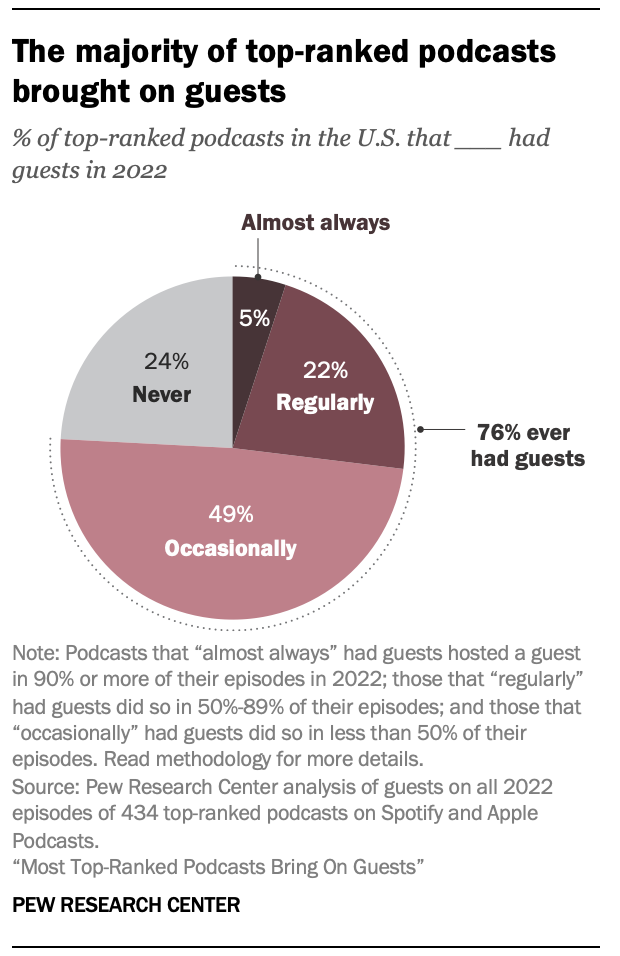 The majority of top-ranked podcasts
brought on guests
% of top-ranked podcasts in the U.S. that ___ had
guests in 2022
Almost always
5%
22%
Regularly
24%
Never
76% ever
had guests
49%
Occasionally
Note: Podcasts that “almost always” had guests hosted a guest
in 90% or more of their episodes in 2022; those that “regularly”
had guests did so in 50%-89% of their episodes; and those that
“occasionally” had guests did so in less than 50% of their
episodes. Read methodology for more details.
Source: Pew Research Center analysis of guests on all 2022
episodes of 434 top-ranked podcasts on Spotify and Apple
Podcasts.
“Most Top-Ranked Podcasts Bring On Guests”
PEW RESEARCH CENTER